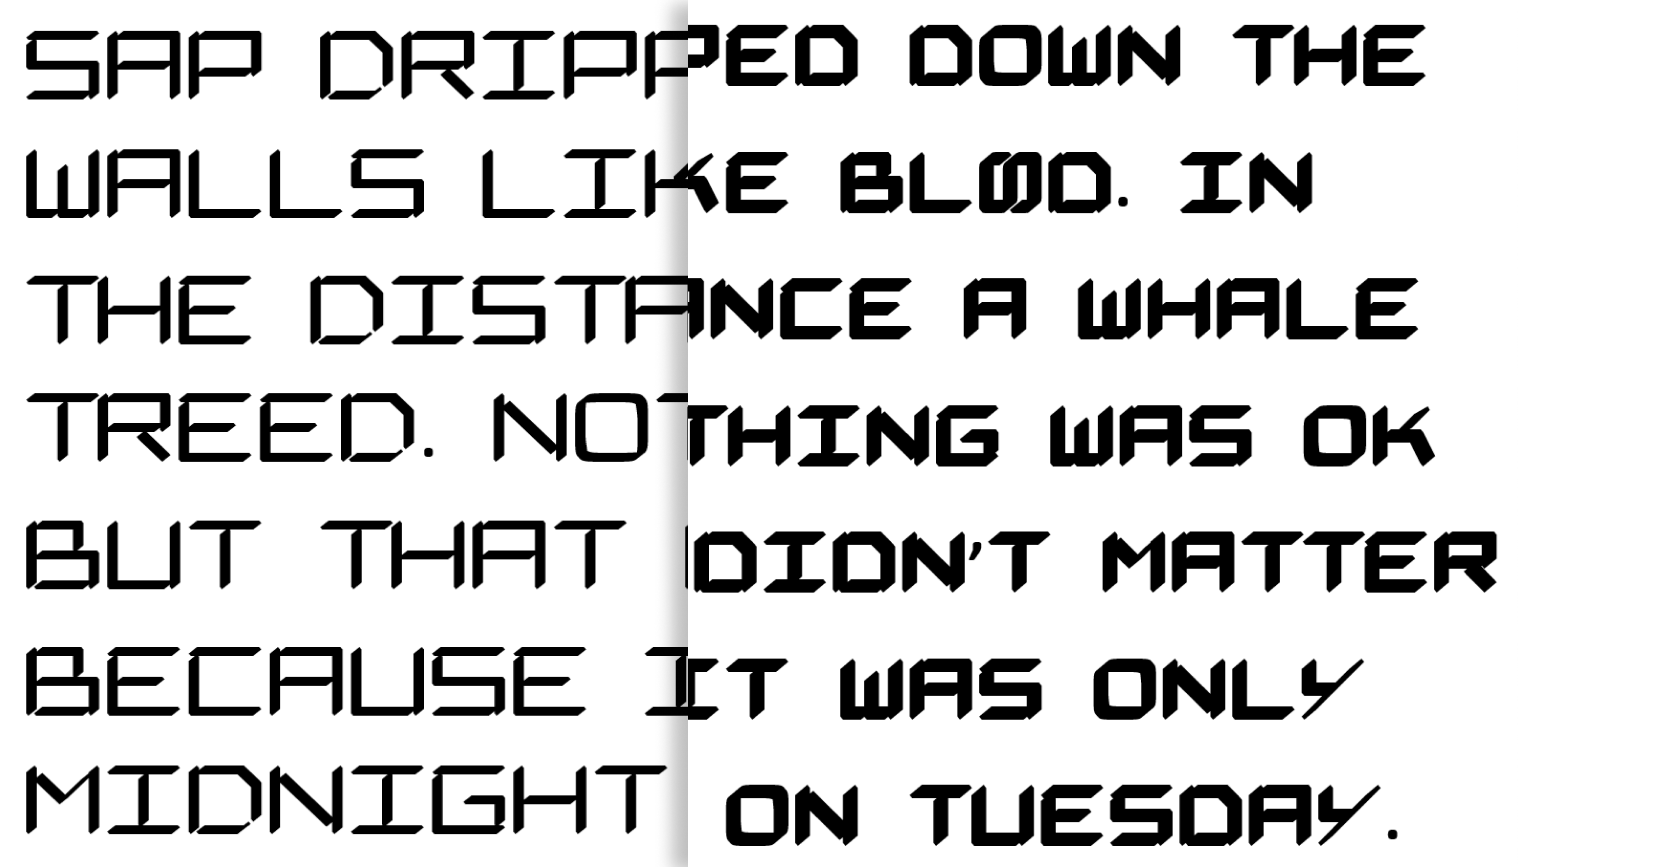 SAP DRIPPED DOWN THE
WALLS LIKE BLOOD. IN
THE DISTANCE A WHALE
TREED. NOTHING WAS OK
BUT THAT DIDN'T MATTER
BECAUSE IT WAS ONLY
MIDNIGHT ON TUESDAY.